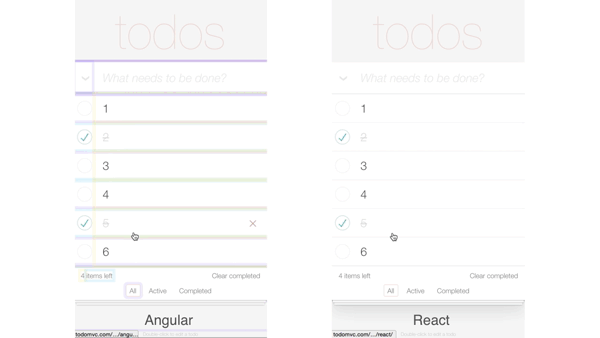 todos
What needs to be done?
1
2
3
4
5
6
4 items left
Clear completed
All Active Completed
Angular
todomvc.com/.../angu...
todos
What needs to be done?
1
2
3
4
5
6
4 items left
Clear completed
All Active Completed
React
todomvc.com/.../react/